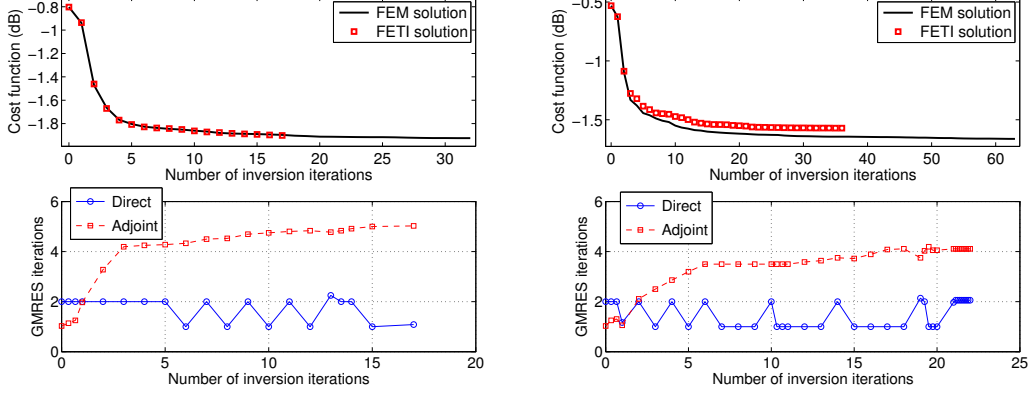 −0.8
−1
−1.2
−1.4
−1.6
−1.8
Cost function (dB)
FEM solution
FETI solution
0 5 10 15 20 25 30
Number of inversion iterations
−0.5
−1
−1.5
Cost function (dB)
FEM solution
FETI solution
0 10 20 30 40 50 60
Number of inversion iterations
6
4
2
0
GMRES iterations
Direct
Adjoint
0 5 10 15 20
Number of inversion iterations
6
4
2
0
GMRES iterations
Direct
Adjoint
0 5 10 15 20 25
Number of inversion iterations